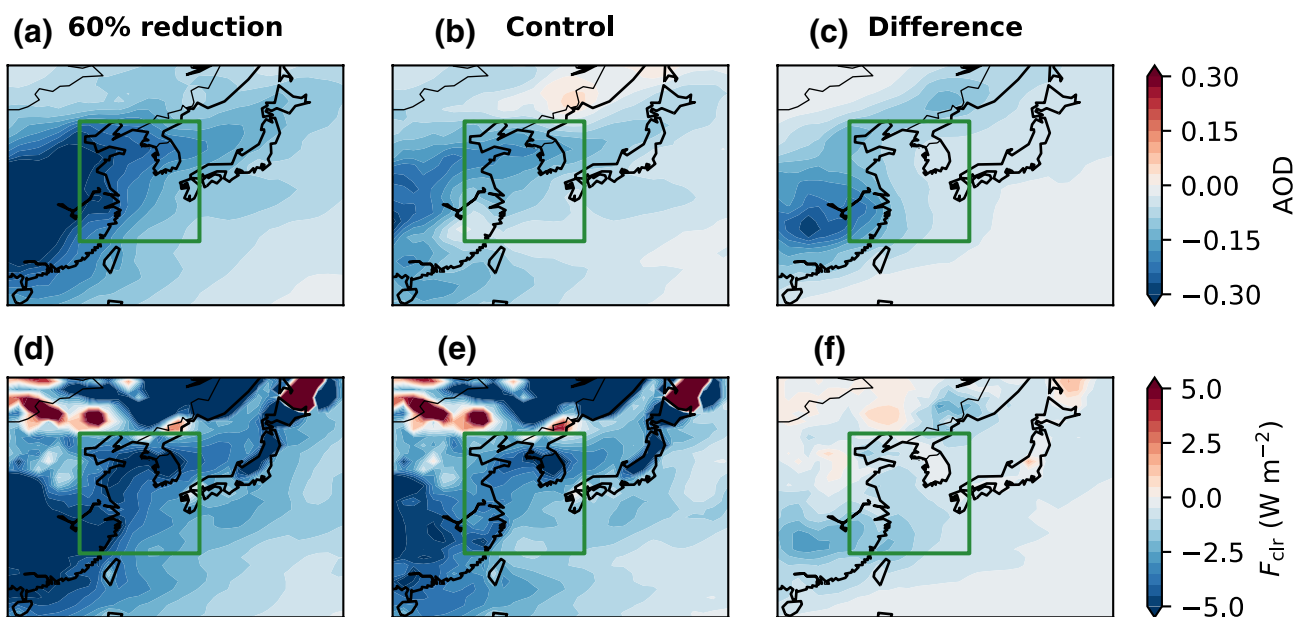 (a) 60% reduction
(b) Control
(c) Difference
0.30
0.15
0.00
−0.15
−0.30
AOD
(d)
(e)
(f)
5.0
2.5
0.0
−2.5
−5.0
F_clr (W m⁻²)